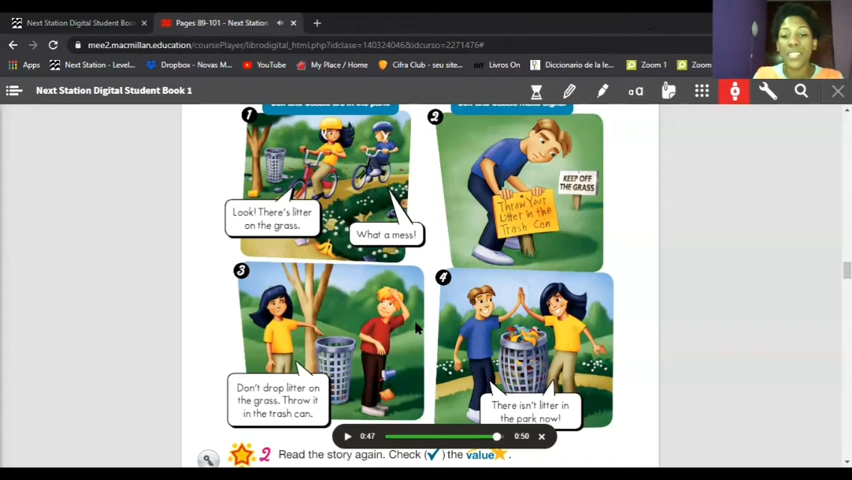 Next Station Digital Student Boo
Pages 89-101 - Next Station
mee2.macmillan.education/coursePlayer/librodigital_html.php?idclase=140324046&idcurso=2271476#
Apps
Next Station - Level...
Dropbox - Novas M...
YouTube
My Place / Home
Cifra Club - seu site...
Livros On
Diccionario de la le...
Zoom 1
Zoom
Next Station Digital Student Book 1
aA
1
Look! There's litter
on the grass.
What a mess!
2
KEEP OFF
THE GRASS
Throw Your
Litter In the
Trash Can
3
Don't drop litter on
the grass. Throw it
in the trash can.
4
There isn't litter in
the park now!
0:47
0:50
2 Read the story again. Check (✓) the value.